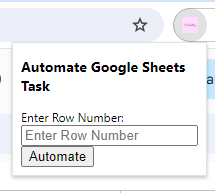 Automate Google Sheets
Task
Enter Row Number:
Enter Row Number
Automate